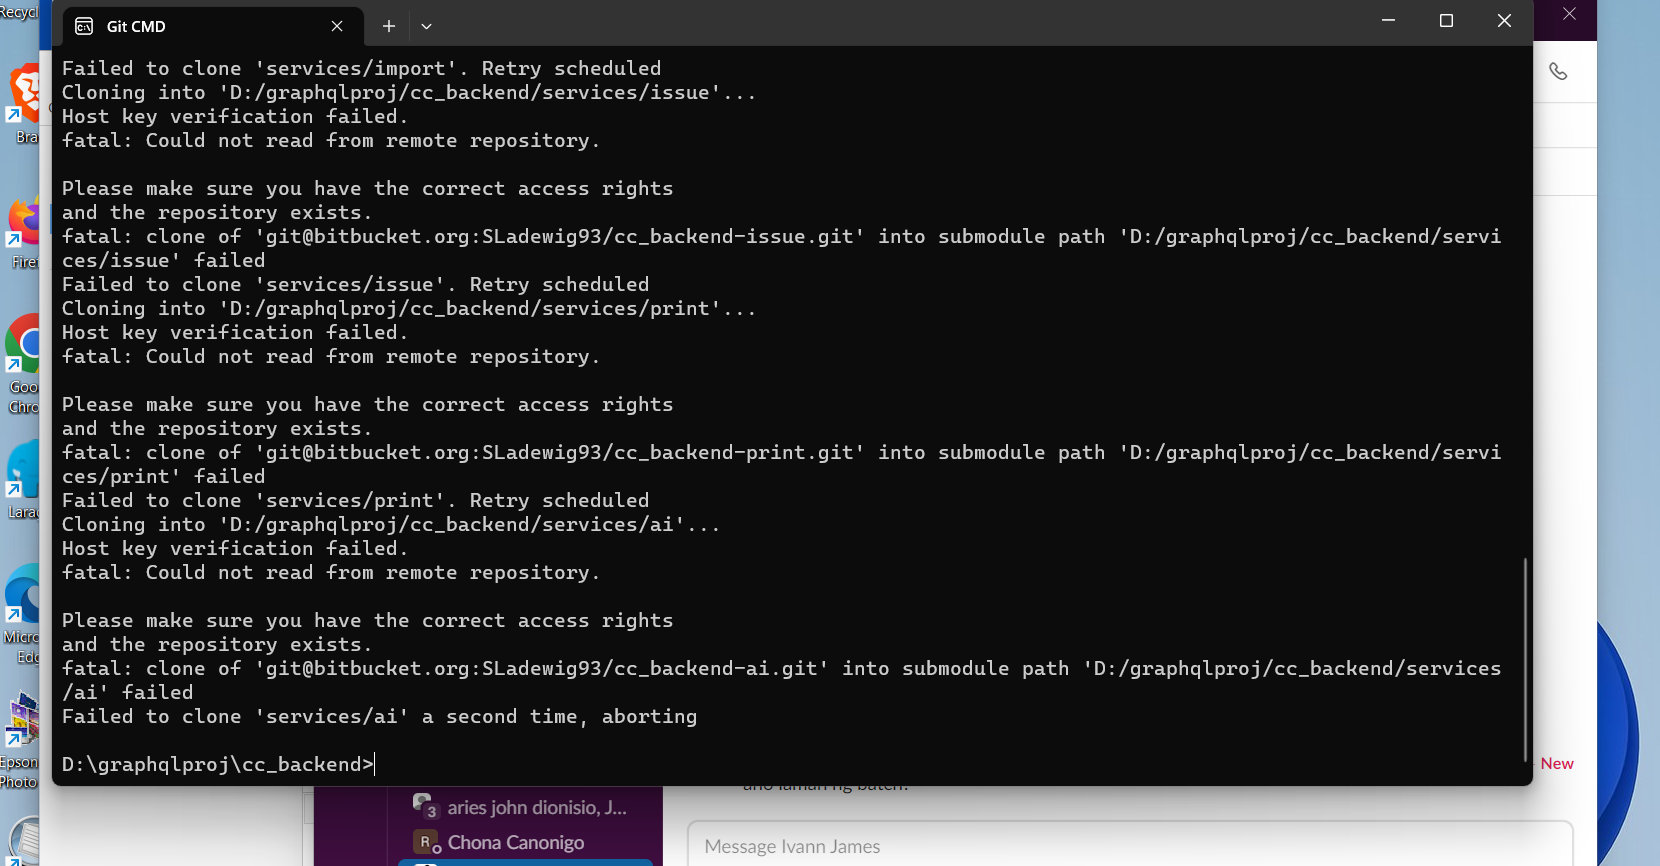 Recycl
Git CMD
Failed to clone 'services/import'. Retry scheduled
Cloning into 'D:/graphqlproj/cc_backend/services/issue'...
Host key verification failed.
fatal: Could not read from remote repository.
Please make sure you have the correct access rights
and the repository exists.
fatal: clone of 'git@bitbucket.org:SLadewig93/cc_backend-issue.git' into submodule path 'D:/graphqlproj/cc_backend/servi
ces/issue' failed
Failed to clone 'services/issue'. Retry scheduled
Cloning into 'D:/graphqlproj/cc_backend/services/print'...
Host key verification failed.
fatal: Could not read from remote repository.
Please make sure you have the correct access rights
and the repository exists.
fatal: clone of 'git@bitbucket.org:SLadewig93/cc_backend-print.git' into submodule path 'D:/graphqlproj/cc_backend/servi
ces/print' failed
Failed to clone 'services/print'. Retry scheduled
Cloning into 'D:/graphqlproj/cc_backend/services/ai'...
Host key verification failed.
fatal: Could not read from remote repository.
Please make sure you have the correct access rights
and the repository exists.
fatal: clone of 'git@bitbucket.org:SLadewig93/cc_backend-ai.git' into submodule path 'D:/graphqlproj/cc_backend/services
/ai' failed
Failed to clone 'services/ai' a second time, aborting
D:\graphqlproj\cc_backend>
Bra
Firef
Goo
Chro
Larag
Micro
Edg
Epson
Photo
New
3 aries john dionisio, J...
R Chona Canonigo
Message Ivann James